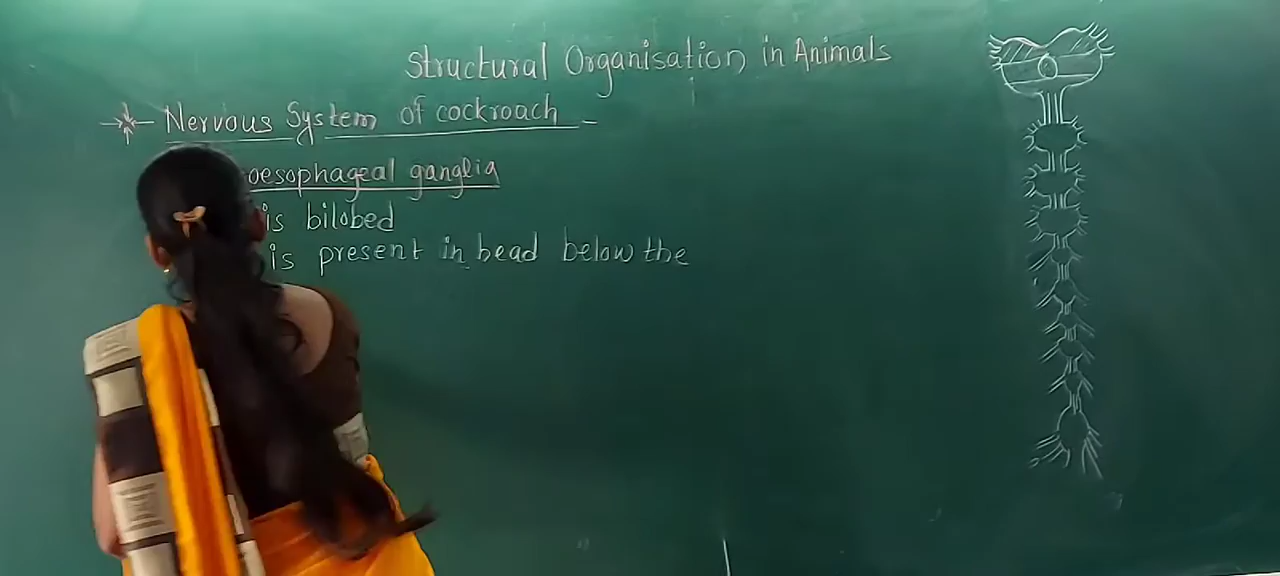 Structural Organisation in Animals
Nervous System of cockroach
oesophageal ganglia
is bilobed
is present in head below the